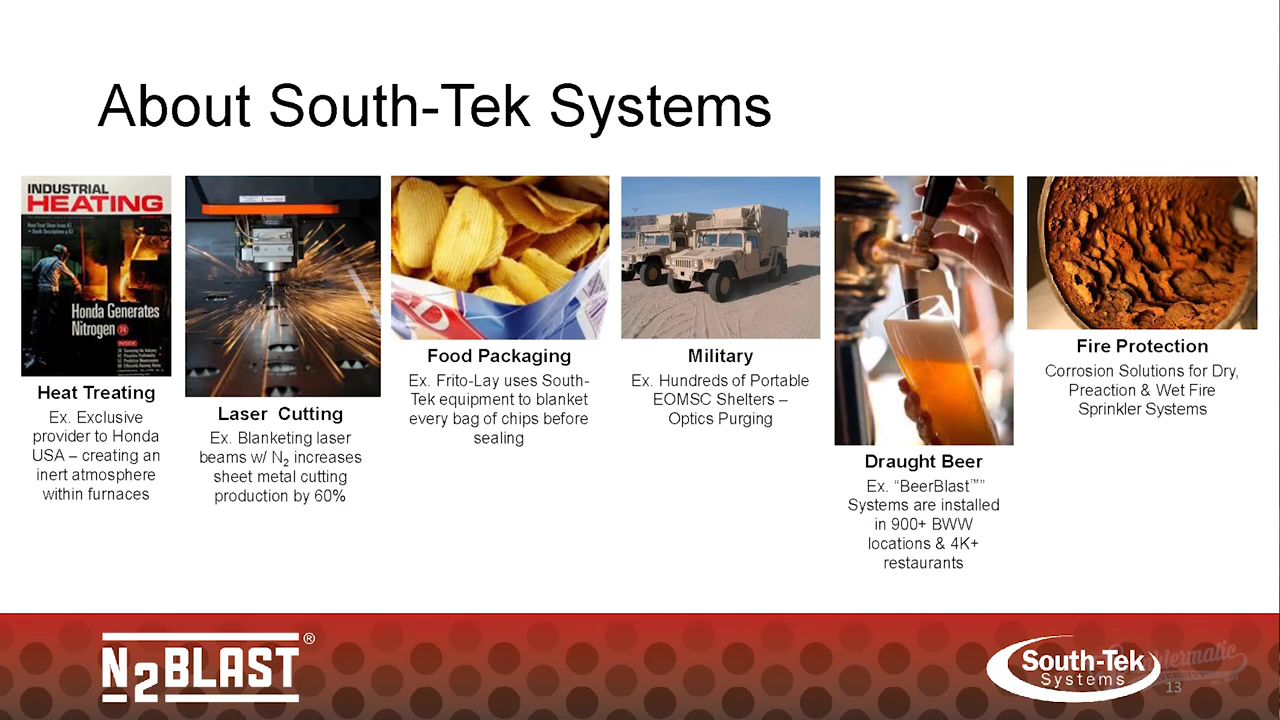 About South-Tek Systems
INDUSTRIAL
HEATING
Honda Generates
Nitrogen
Heat Treating
Ex. Exclusive
provider to Honda
USA – creating an
inert atmosphere
within furnaces
Laser Cutting
Ex. Blanketing laser
beams w/ N₂ increases
sheet metal cutting
production by 60%
Food Packaging
Ex. Frito-Lay uses South-
Tek equipment to blanket
every bag of chips before
sealing
Military
Ex. Hundreds of Portable
EOMSC Shelters –
Optics Purging
Draught Beer
Ex. “BeerBlast™”
Systems are installed
in 900+ BWW
locations & 4K+
restaurants
Fire Protection
Corrosion Solutions for Dry,
Preaction & Wet Fire
Sprinkler Systems
N2BLAST®
South-Tek
Systems
13